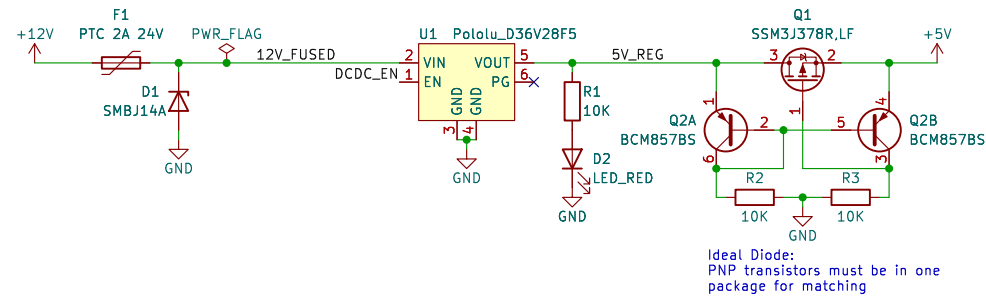 F1
PTC 2A 24V
+12V
PWR_FLAG
12V_FUSED
DCDC_EN
D1
SMBJ14A
GND
U1 Pololu_D36V28F5
2 VIN VOUT 5
1 EN PG 6
GND GND
3 4
GND
5V_REG
R1
10K
D2
LED_RED
GND
Q1
SSM3J378R,LF
3 2
1
+5V
1
Q2A
BCM857BS
2
6
5
4
Q2B
BCM857BS
3
R2
10K
R3
10K
GND
Ideal Diode:
PNP transistors must be in one
package for matching